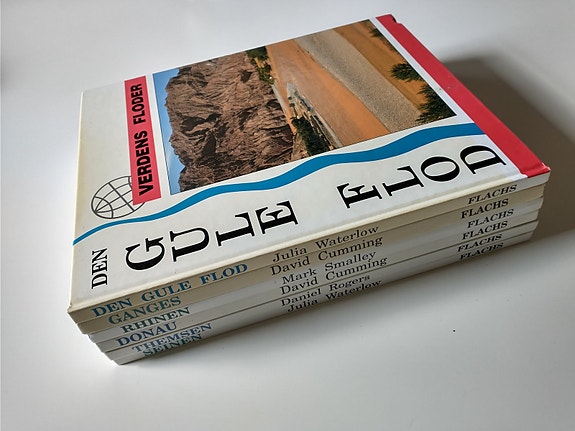 VERDENS FLODER
DEN
GULE FLOD
DEN GULE FLOD Julia Waterlow FLACHS
GANGES David Cumming FLACHS
RHINEN Mark Smalley FLACHS
DONAU David Cumming FLACHS
THEMSEN Daniel Rogers FLACHS
SEINEN Julia Waterlow FLACHS